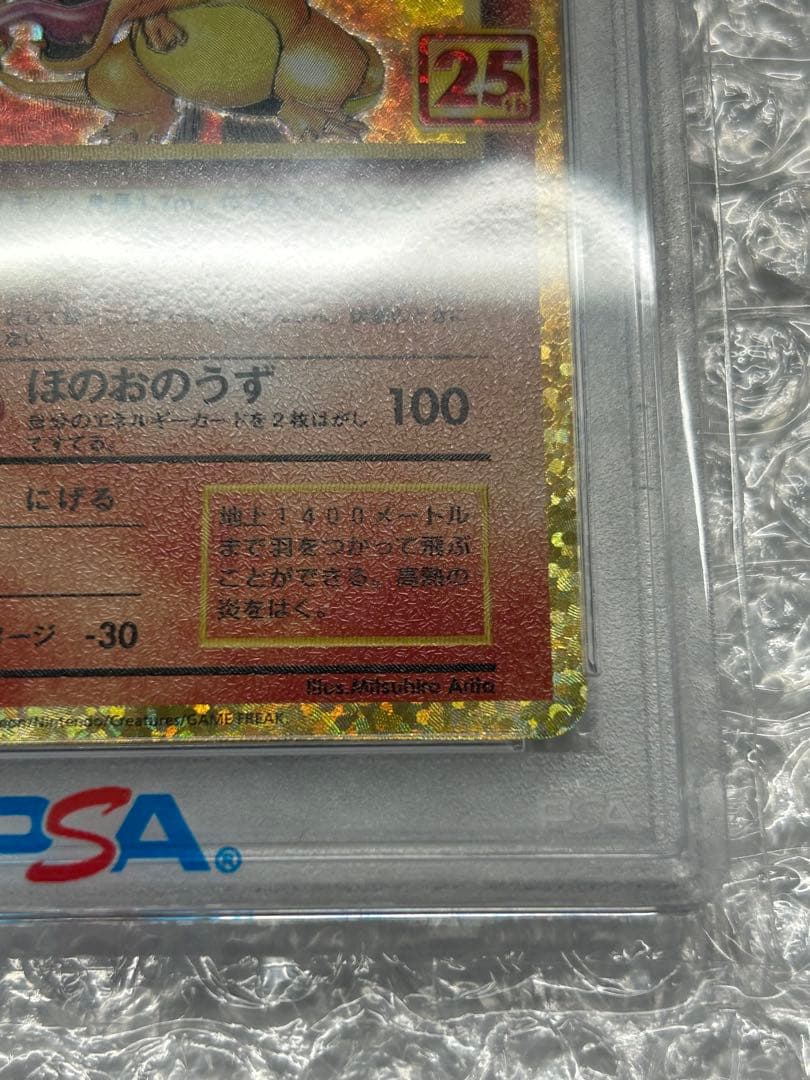 25th
ない。
ほのおのうず 100
自分のエネルギーカードを2枚はがし
てすてる。
にげる
地上1400メートル
まで羽をつかって飛ぶ
ことができる。高熱の
炎をはく。
-30
Illus. Mitsuhiro Arita
/Nintendo/Creatures/GAME FREAK.
PSA®
PSA